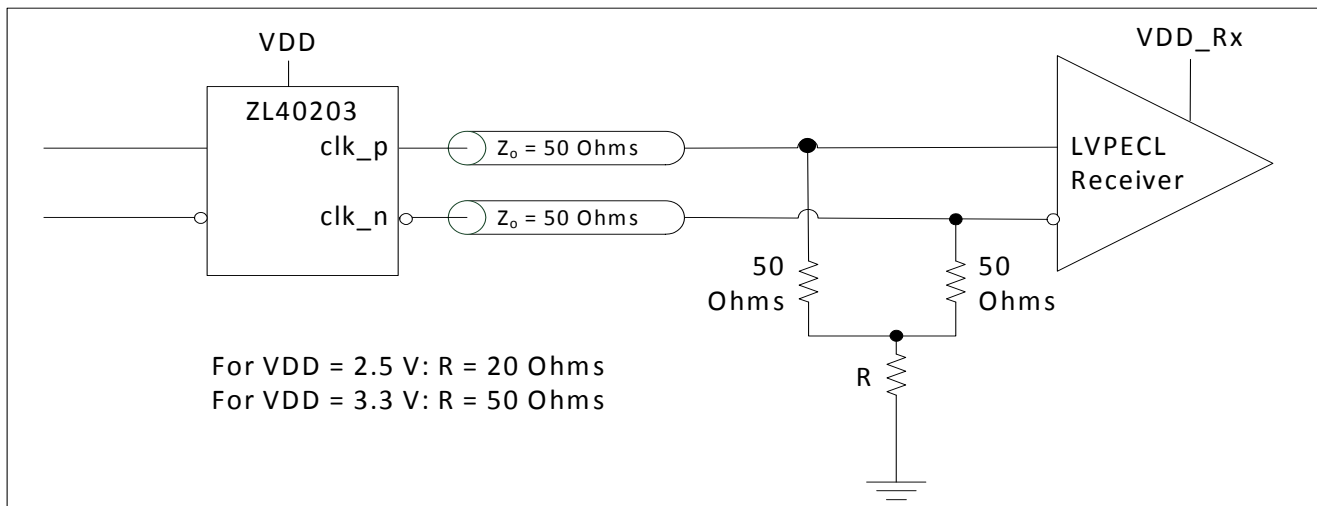 VDD
VDD_Rx
ZL40203
clk_p
Zo = 50 Ohms
LVPECL
Receiver
clk_n
Zo = 50 Ohms
50
Ohms
50
Ohms
For VDD = 2.5 V: R = 20 Ohms
For VDD = 3.3 V: R = 50 Ohms
R